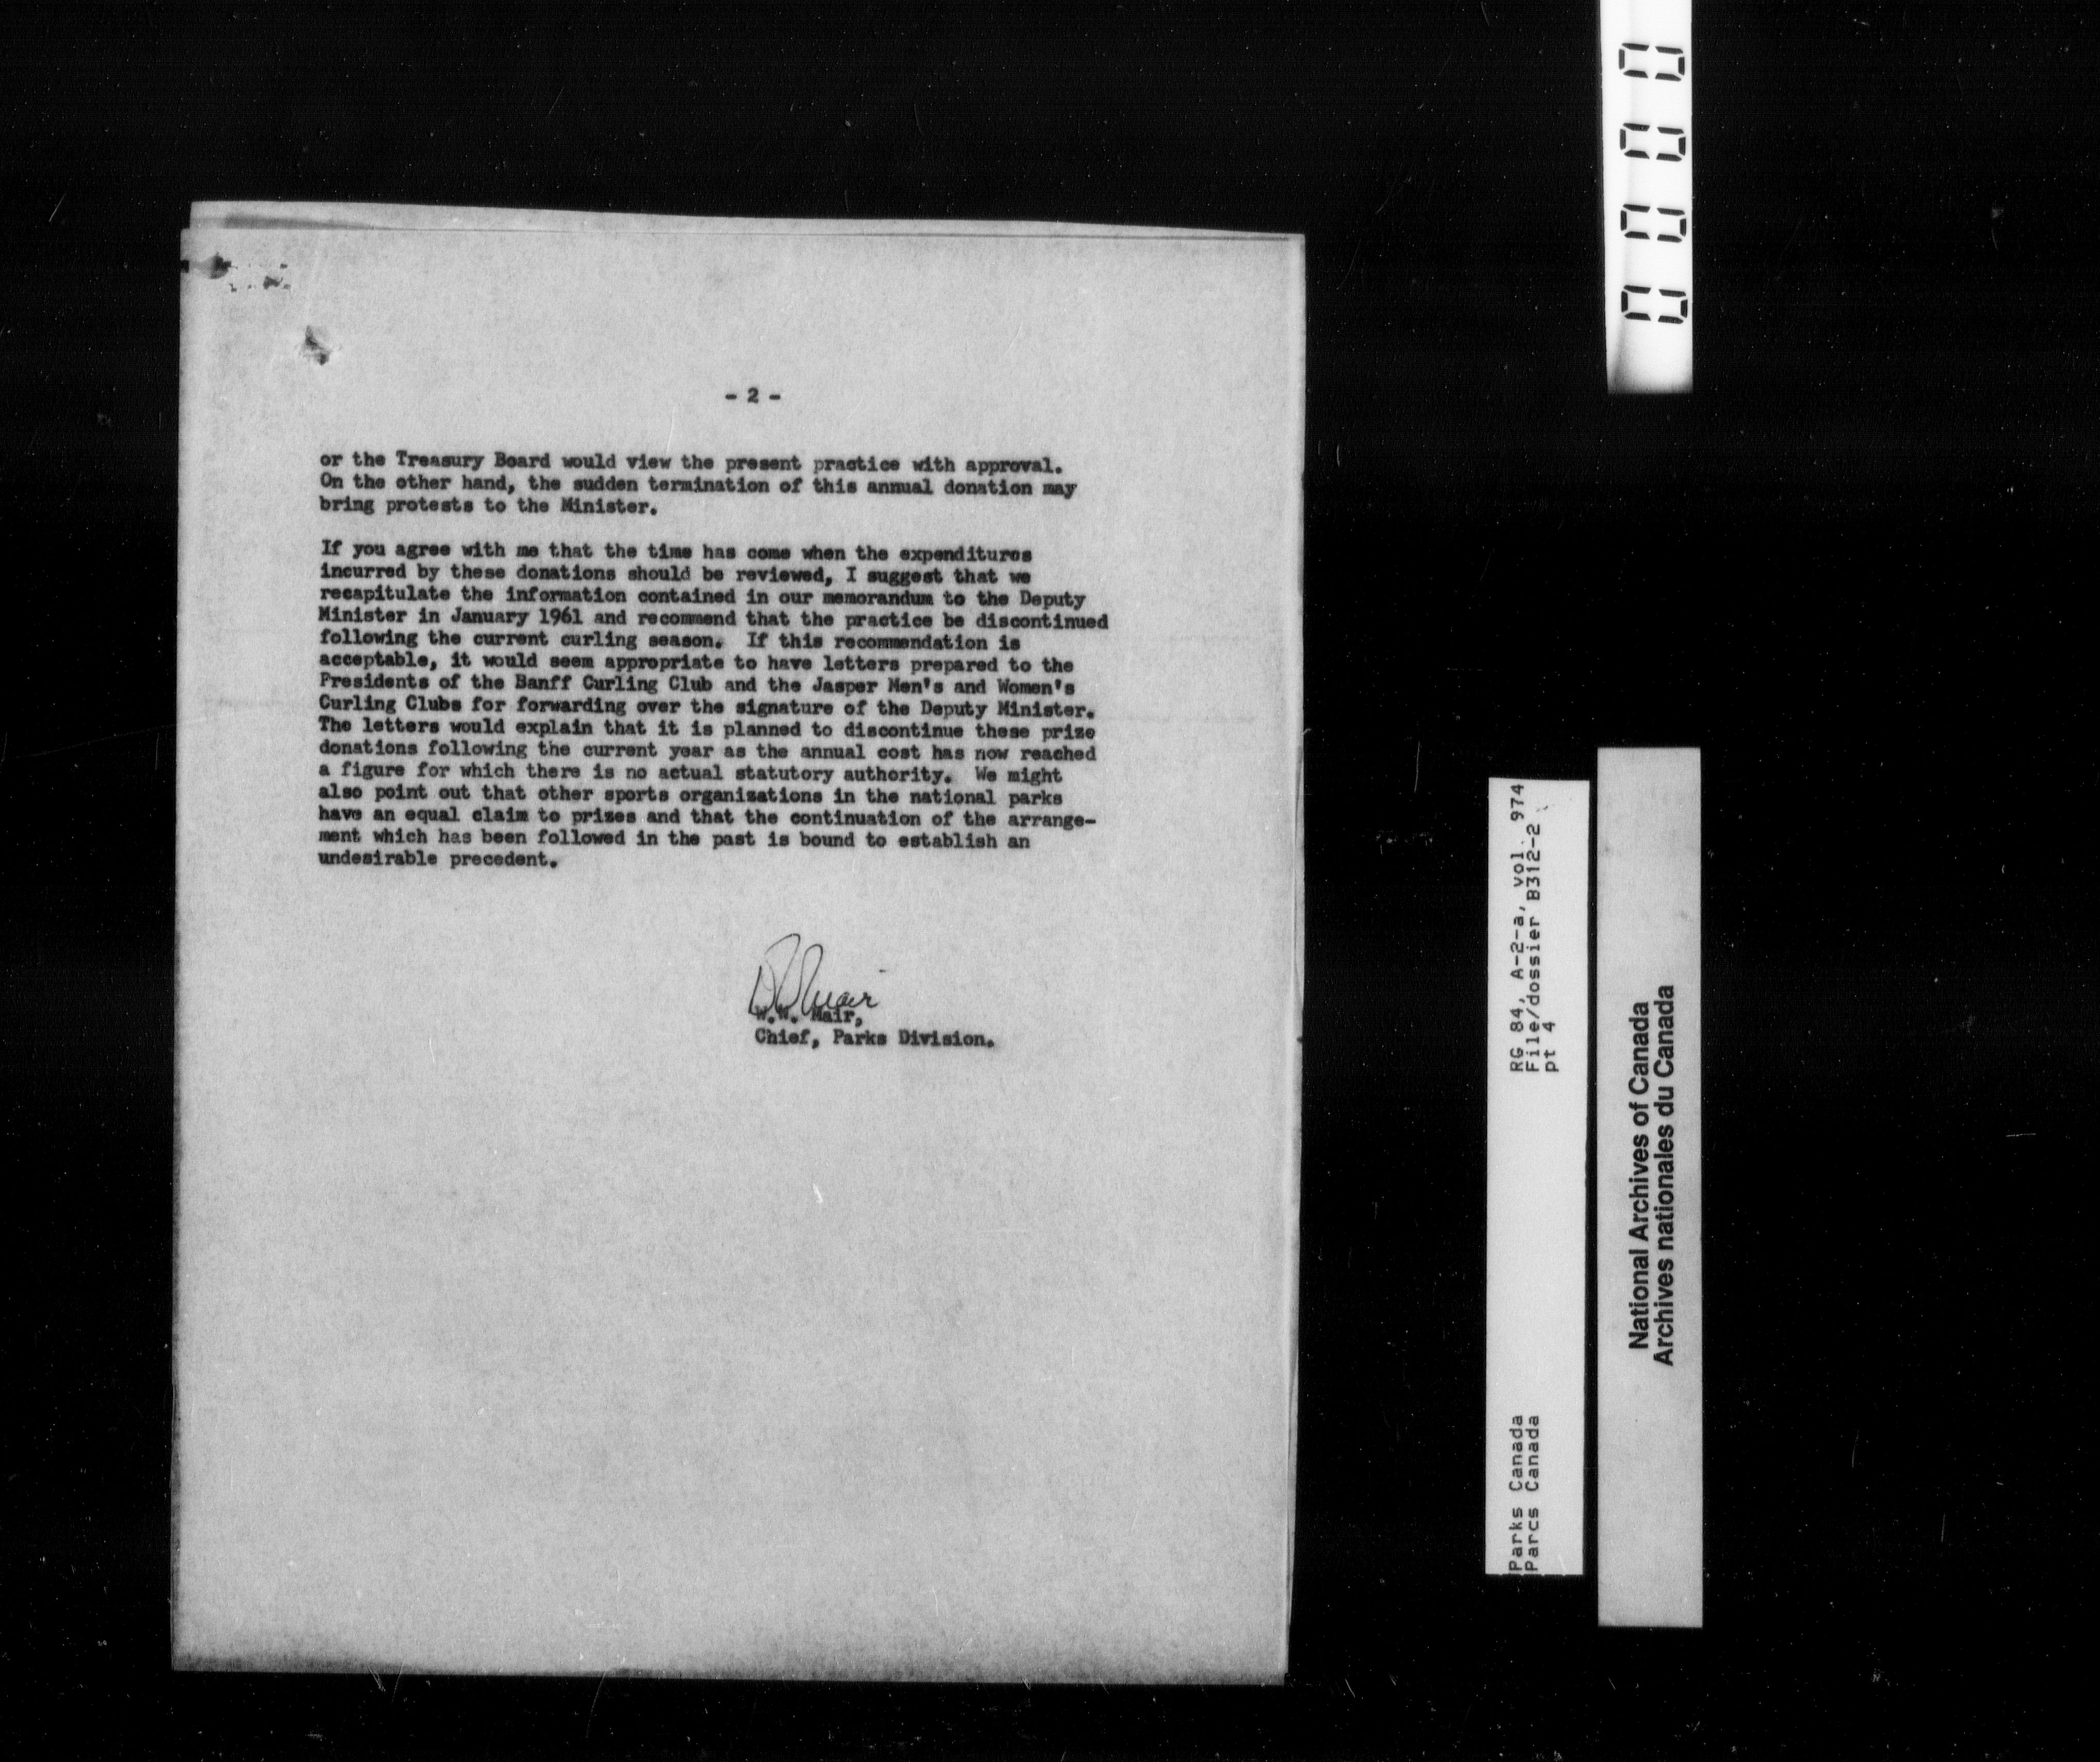 - 2 -
or the Treasury Board would view the present practice with approval.
On the other hand, the sudden termination of this annual donation may
bring protests to the Minister.
If you agree with me that the time has come when the expenditures
incurred by these donations should be reviewed, I suggest that we
recapitulate the information contained in our memorandum to the Deputy
Minister in January 1961 and recommend that the practice be discontinued
following the current curling season. If this recommendation is
acceptable, it would seem appropriate to have letters prepared to the
Presidents of the Banff Curling Club and the Jasper Men's and Women's
Curling Clubs for forwarding over the signature of the Deputy Minister.
The letters would explain that it is planned to discontinue these prize
donations following the current year as the annual cost has now reached
a figure for which there is no actual statutory authority. We might
also point out that other sports organizations in the national parks
have an equal claim to prizes and that the continuation of the arrange-
ment which has been followed in the past is bound to establish an
undesirable precedent.
W.W. Mair,
Chief, Parks Division.
0000
RG 84, A-2-a, vol. 974
File/dossier B312-2
pt 4
Parks Canada
Parcs Canada
National Archives of Canada
Archives nationales du Canada